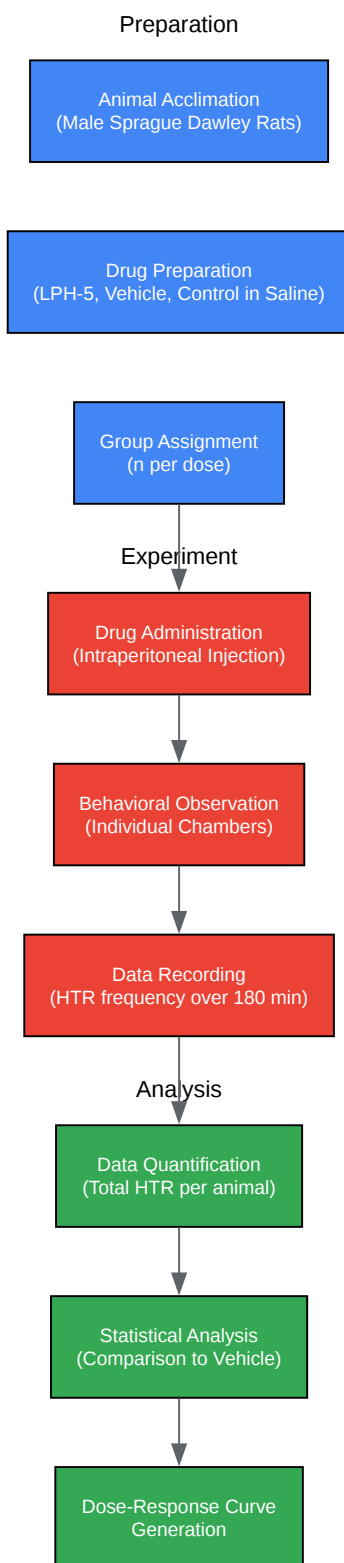 Preparation
Animal Acclimation
(Male Sprague Dawley Rats)
Drug Preparation
(LPH-5, Vehicle, Control in Saline)
Group Assignment
(n per dose)
Experiment
Drug Administration
(Intraperitoneal Injection)
Behavioral Observation
(Individual Chambers)
Data Recording
(HTR frequency over 180 min)
Analysis
Data Quantification
(Total HTR per animal)
Statistical Analysis
(Comparison to Vehicle)
Dose-Response Curve
Generation